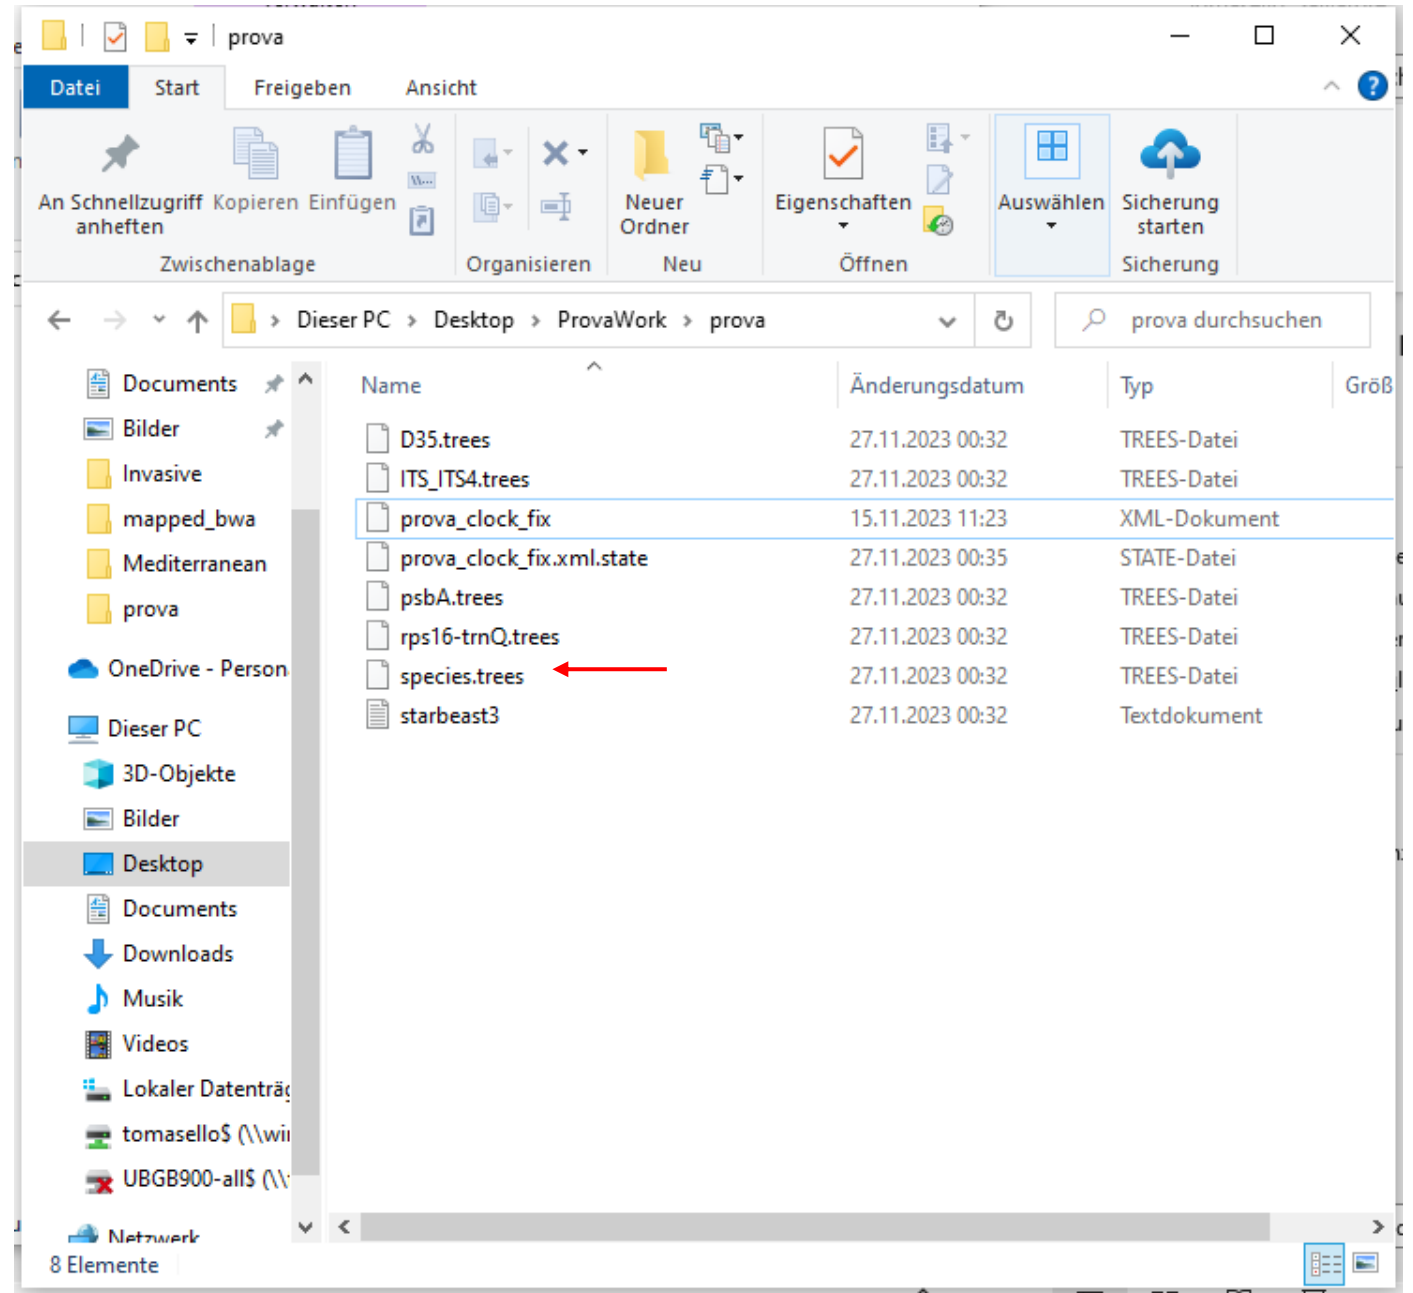 prova
Datei Start Freigeben Ansicht
An Schnellzugriff anheften
Kopieren
Einfügen
Neuer Ordner
Eigenschaften
Auswählen
Sicherung starten
Zwischenablage Organisieren Neu Öffnen Sicherung
Dieser PC > Desktop > ProvaWork > prova
prova durchsuchen
Name Änderungsdatum Typ Größ
D35.trees 27.11.2023 00:32 TREES-Datei
ITS_ITS4.trees 27.11.2023 00:32 TREES-Datei
prova_clock_fix 15.11.2023 11:23 XML-Dokument
prova_clock_fix.xml.state 27.11.2023 00:35 STATE-Datei
psbA.trees 27.11.2023 00:32 TREES-Datei
rps16-trnQ.trees 27.11.2023 00:32 TREES-Datei
species.trees 27.11.2023 00:32 TREES-Datei
starbeast3 27.11.2023 00:32 Textdokument
Documents
Bilder
Invasive
mapped_bwa
Mediterranean
prova
OneDrive - Person
Dieser PC
3D-Objekte
Bilder
Desktop
Documents
Downloads
Musik
Videos
Lokaler Datenträg
tomasello$ (\\wi
UBGB900-all$ (\\
Netzwerk
8 Elemente